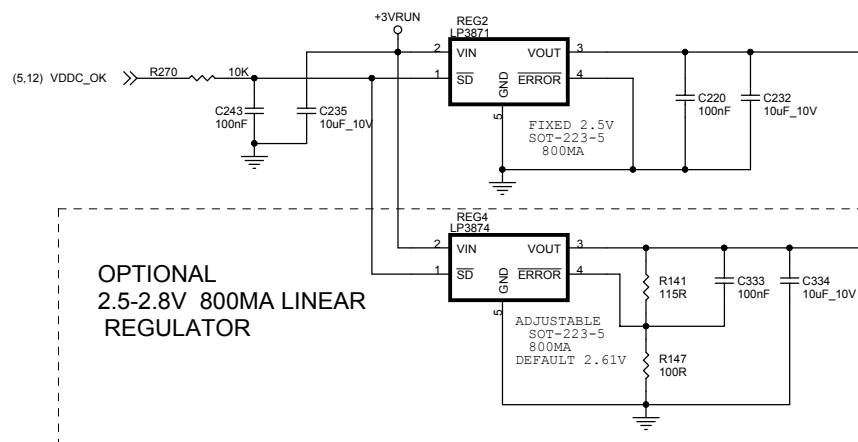 +3VRUN
REG2
LP3871
2 VIN VOUT 3
(5,12) VDDC_OK R270 10K 1 SD ERROR 4
GND
5
C243
100nF
C235
10uF_10V
C220
100nF
C232
10uF_10V
FIXED 2.5V
SOT-223-5
800MA
REG4
LP3874
2 VIN VOUT 3
1 SD ERROR 4
GND
5
OPTIONAL
2.5-2.8V 800MA LINEAR
REGULATOR
R141
115R
C333
100nF
C334
10uF_10V
ADJUSTABLE
SOT-223-5
800MA
DEFAULT 2.61V
R147
100R